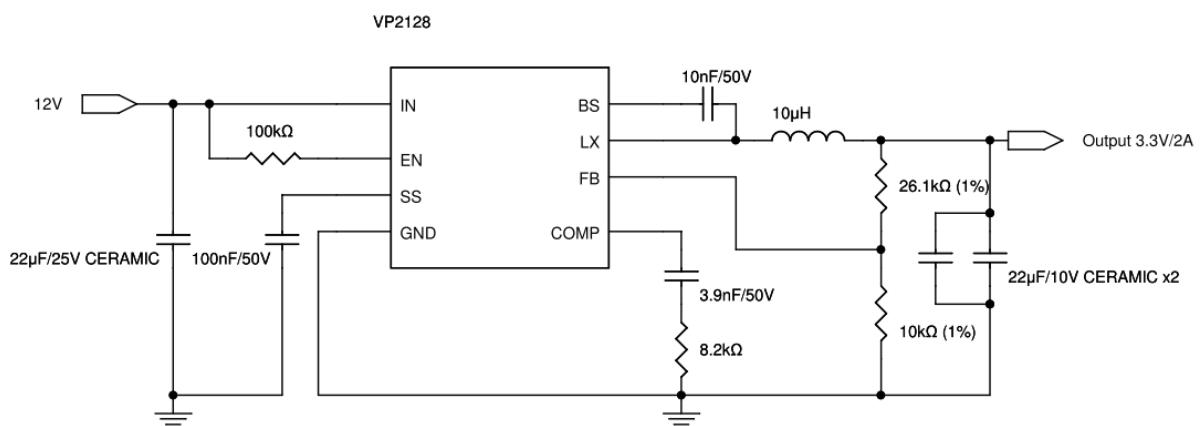 VP2128
12V
IN
BS
10nF/50V
100kΩ
10µH
LX
Output 3.3V/2A
EN
FB
26.1kΩ (1%)
SS
GND
COMP
22µF/25V CERAMIC
100nF/50V
3.9nF/50V
22µF/10V CERAMIC x2
10kΩ (1%)
8.2kΩ